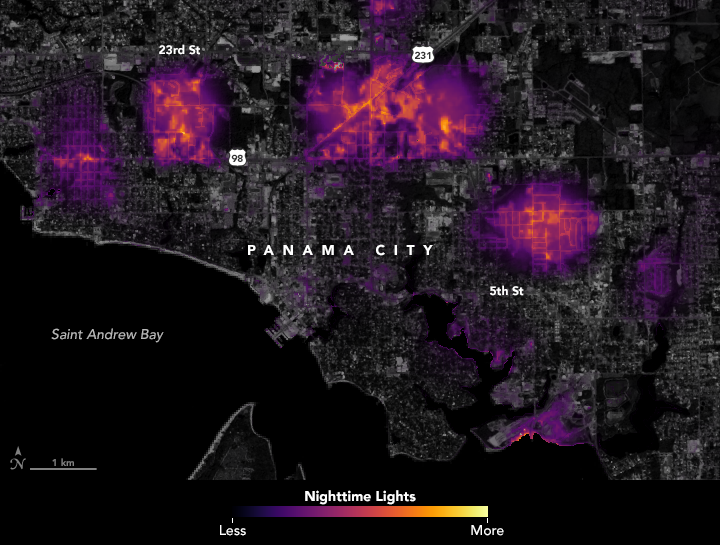 23rd St
231
98
PANAMA CITY
5th St
Saint Andrew Bay
N
1 km
Nighttime Lights
Less
More